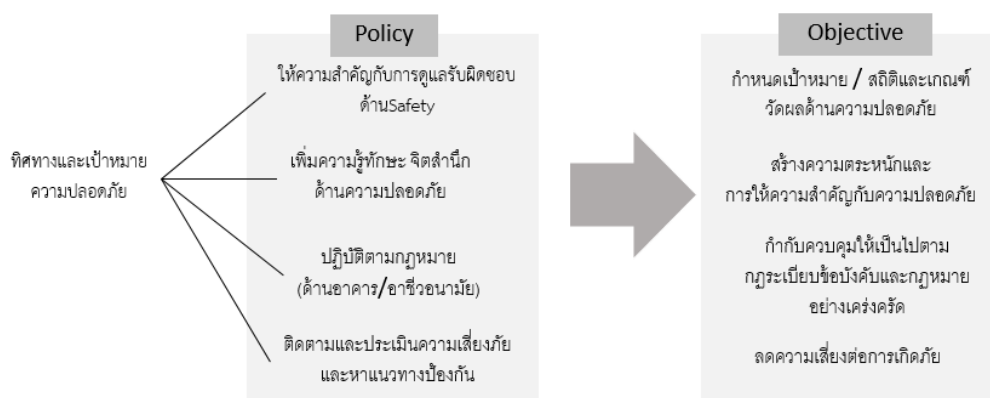 Policy
Objective
ทิศทางและเป้าหมาย
ความปลอดภัย
ให้ความสำคัญกับการดูแลรับผิดชอบ
ด้านSafety
เพิ่มความรู้ทักษะ จิตสำนึก
ด้านความปลอดภัย
ปฏิบัติตามกฎหมาย
(ด้านอาคาร/อาชีวอนามัย)
ติดตามและประเมินความเสี่ยงภัย
และหาแนวทางป้องกัน
กำหนดเป้าหมาย / สถิติและเกณฑ์
วัดผลด้านความปลอดภัย
สร้างความตระหนักและ
การให้ความสำคัญกับความปลอดภัย
กำกับควบคุมให้เป็นไปตาม
กฎระเบียบข้อบังคับและกฎหมาย
อย่างเคร่งครัด
ลดความเสี่ยงต่อการเกิดภัย